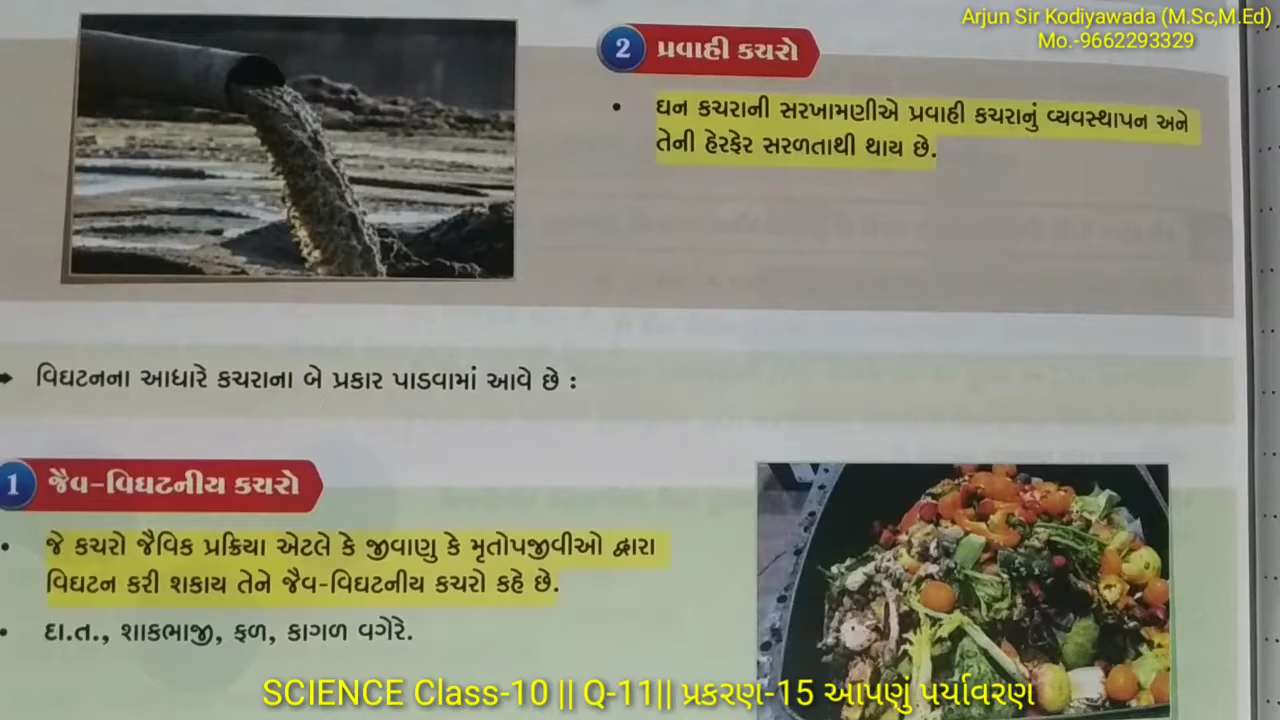 Arjun Sir Kodiyawada (M.Sc,M.Ed)
Mo.-9662293329
2 પ્રવાહી કચરો
• ઘન કચરાની સરખામણીએ પ્રવાહી કચરાનું વ્યવસ્થાપન અને
તેની હેરફેર સરળતાથી થાય છે.
વિઘટનના આધારે કચરાના બે પ્રકાર પાડવામાં આવે છે :
1 જૈવ-વિઘટનીય કચરો
• જે કચરો જૈવિક પ્રક્રિયા એટલે કે જીવાણુ કે મૃતોપજીવીઓ દ્વારા
વિઘટન કરી શકાય તેને જૈવ-વિઘટનીય કચરો કહે છે.
• દા.ત., શાકભાજી, ફળ, કાગળ વગેરે.
SCIENCE Class-10 || Q-11|| પ્રકરણ-15 આપણું પર્યાવરણ